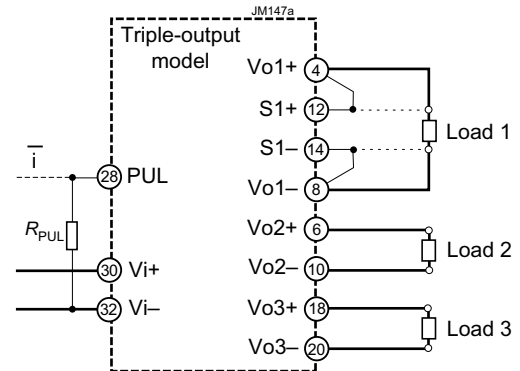 JM147a
Triple-output
model
Vo1+ 4
S1+ 12
S1– 14
Vo1– 8
Load 1
i
28 PUL
RPUL
30 Vi+
32 Vi–
Vo2+ 6
Vo2– 10
Load 2
Vo3+ 18
Vo3– 20
Load 3